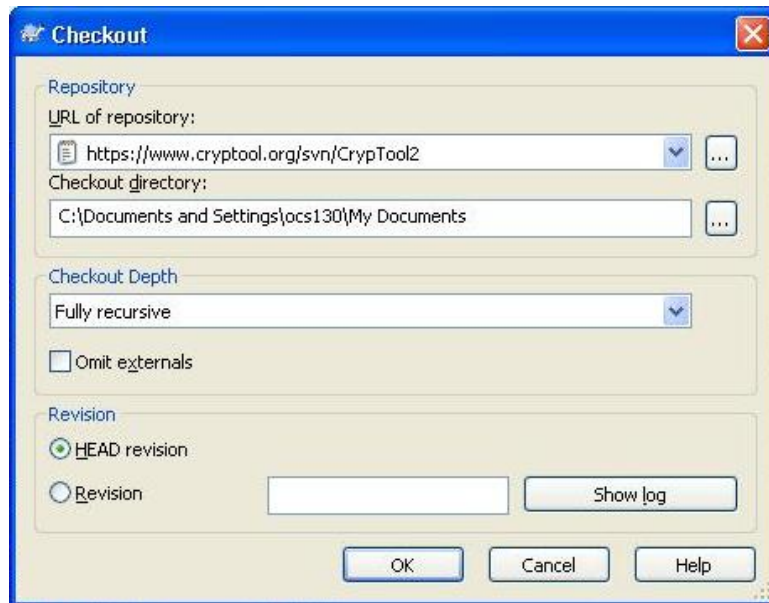 Checkout
Repository
URL of repository:
https://www.cryptool.org/svn/CrypTool2
...
Checkout directory:
C:\Documents and Settings\ocs130\My Documents
...
Checkout Depth
Fully recursive
Omit externals
Revision
HEAD revision
Revision
Show log
OK Cancel Help